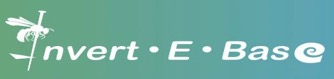 Invert • E • Base